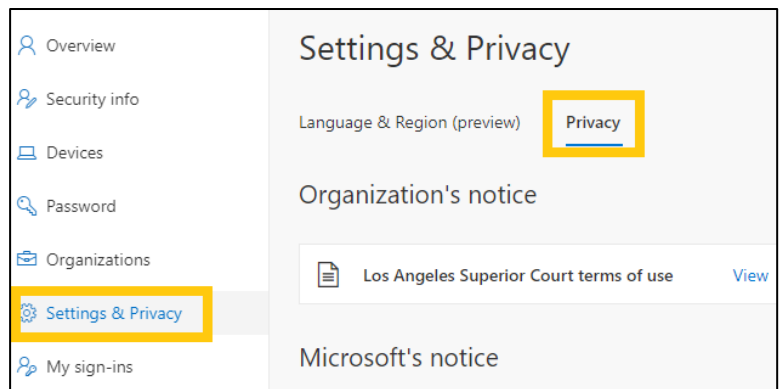 Overview
Security info
Devices
Password
Organizations
Settings & Privacy
My sign-ins
Settings & Privacy
Language & Region (preview) Privacy
Organization's notice
Los Angeles Superior Court terms of use View
Microsoft's notice